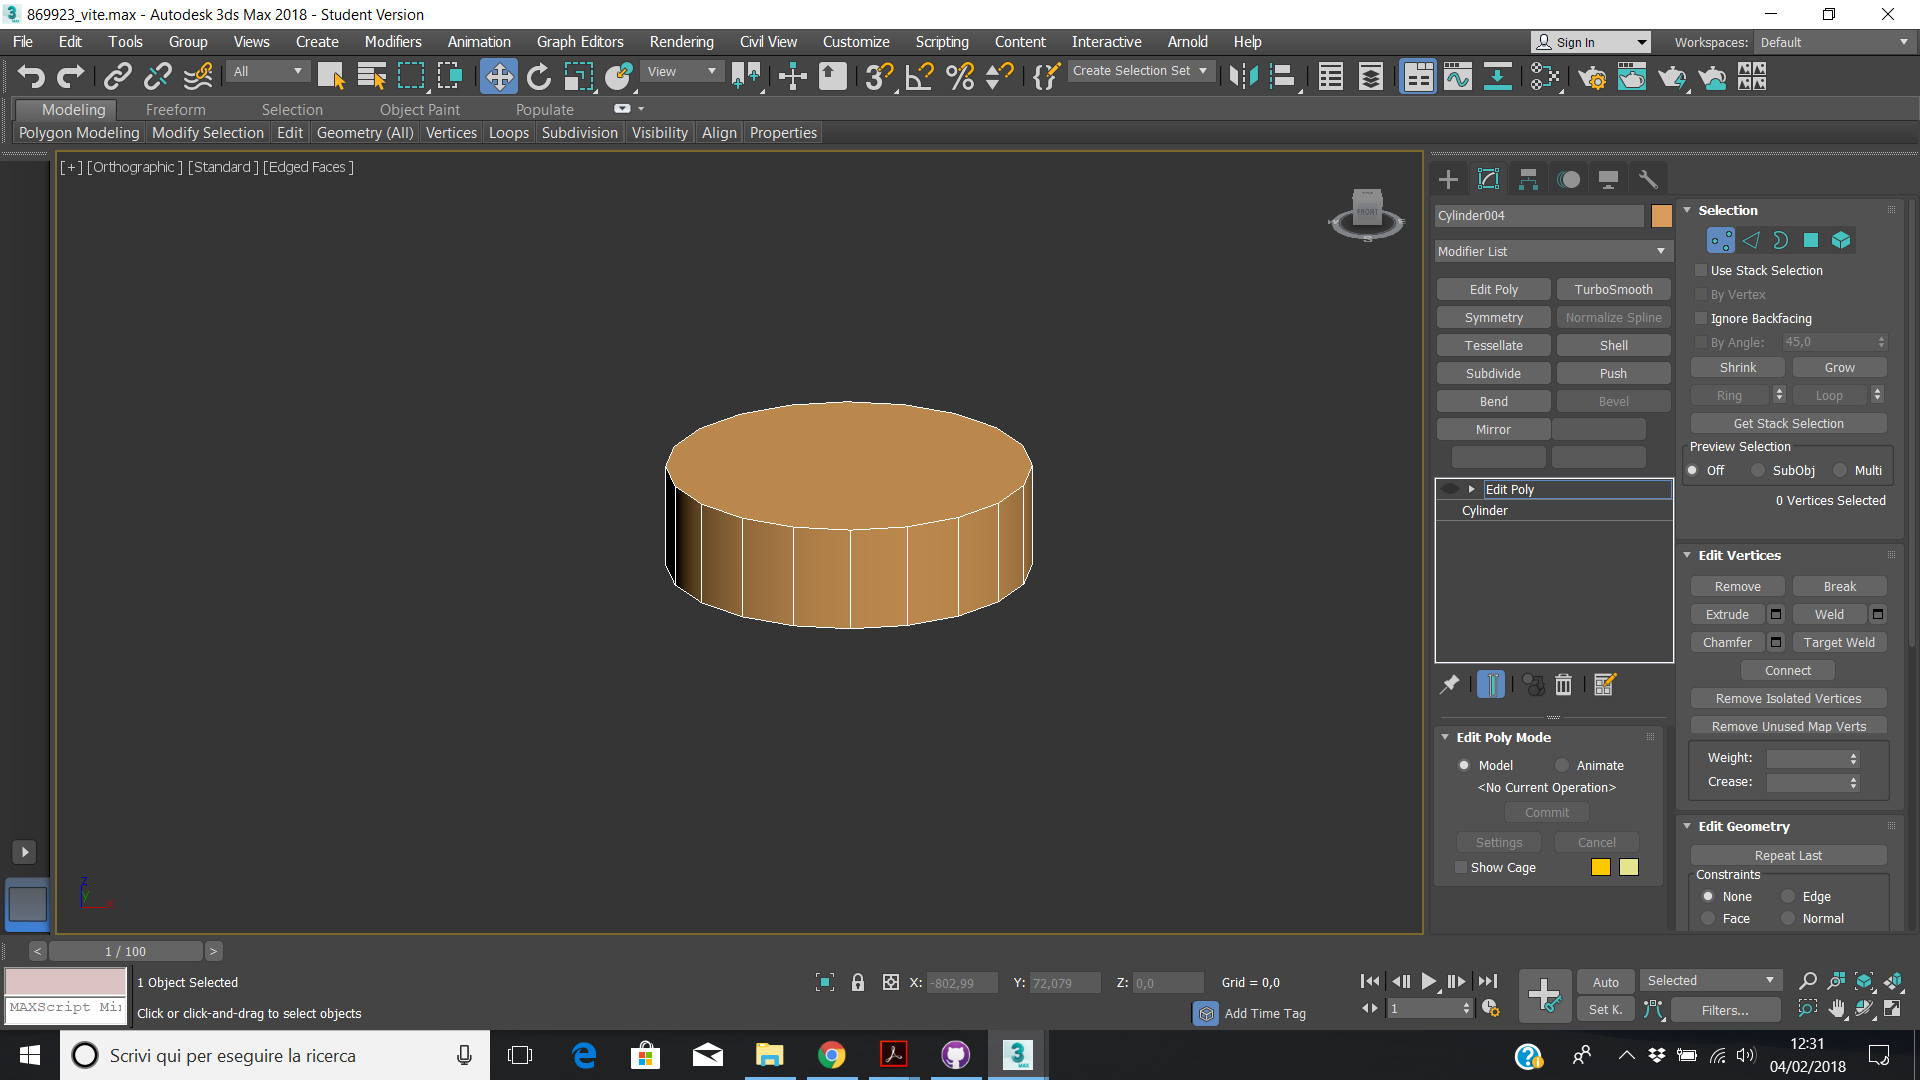 869923_vite.max - Autodesk 3ds Max 2018 - Student Version
File Edit Tools Group Views Create Modifiers Animation Graph Editors Rendering Civil View Customize Scripting Content Interactive Arnold Help
Sign In Workspaces: Default
All View Create Selection Set
Modeling Freeform Selection Object Paint Populate
Polygon Modeling Modify Selection Edit Geometry (All) Vertices Loops Subdivision Visibility Align Properties
[+] [Orthographic ] [Standard ] [Edged Faces ]
FRONT
S
z
y
Cylinder004
Modifier List
Edit Poly TurboSmooth
Symmetry Normalize Spline
Tessellate Shell
Subdivide Push
Bend Bevel
Mirror
Edit Poly
Cylinder
Edit Poly Mode
Model Animate
<No Current Operation>
Commit
Settings Cancel
Show Cage
Selection
Use Stack Selection
By Vertex
Ignore Backfacing
By Angle: 45,0
Shrink Grow
Ring Loop
Get Stack Selection
Preview Selection
Off SubObj Multi
0 Vertices Selected
Edit Vertices
Remove Break
Extrude Weld
Chamfer Target Weld
Connect
Remove Isolated Vertices
Remove Unused Map Verts
Weight:
Crease:
Edit Geometry
Repeat Last
Constraints
None Edge
Face Normal
< 1 / 100 >
MAXScript Mi
1 Object Selected
Click or click-and-drag to select objects
X: -802,99 Y: 72,079 Z: 0,0 Grid = 0,0
Add Time Tag
1
Auto Selected
Set K. Filters...
Scrivi qui per eseguire la ricerca
3
MAX
12:31
04/02/2018